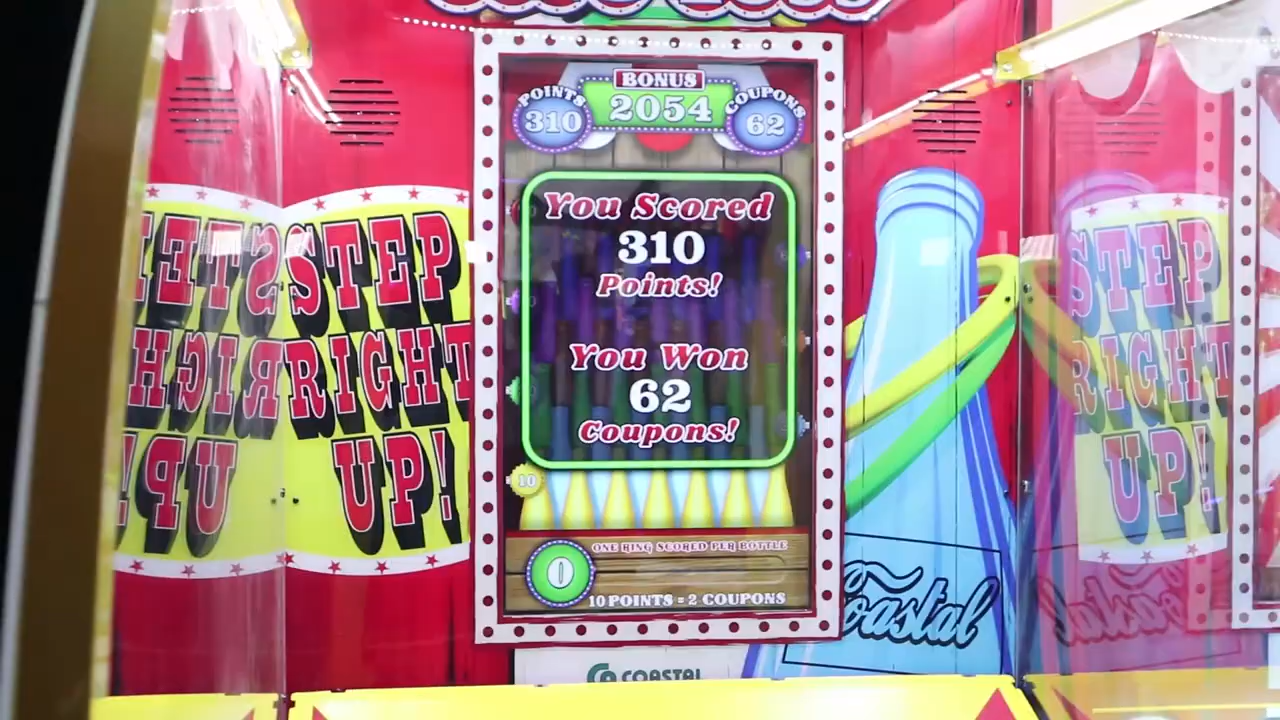 BONUS
POINTS
2054
COUPONS
310
62
You Scored
310
Points!
You Won
62
Coupons!
STEP
RIGHT
UP!
STEP
RIGHT
UP!
STEP
RIGHT
UP!
10
ONE RING SCORED PER BOTTLE
0
10 POINTS = 2 COUPONS
Coastal
COASTAL